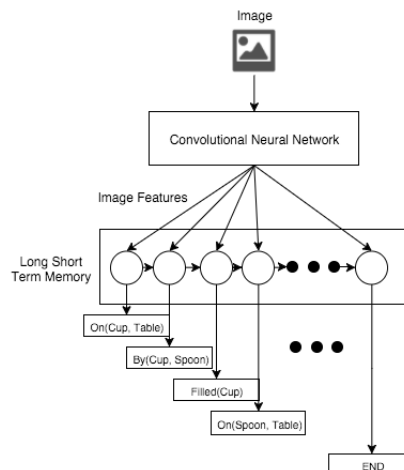 Image
Convolutional Neural Network
Image Features
Long Short
Term Memory
On(Cup, Table)
By(Cup, Spoon)
Filled(Cup)
On(Spoon, Table)
END